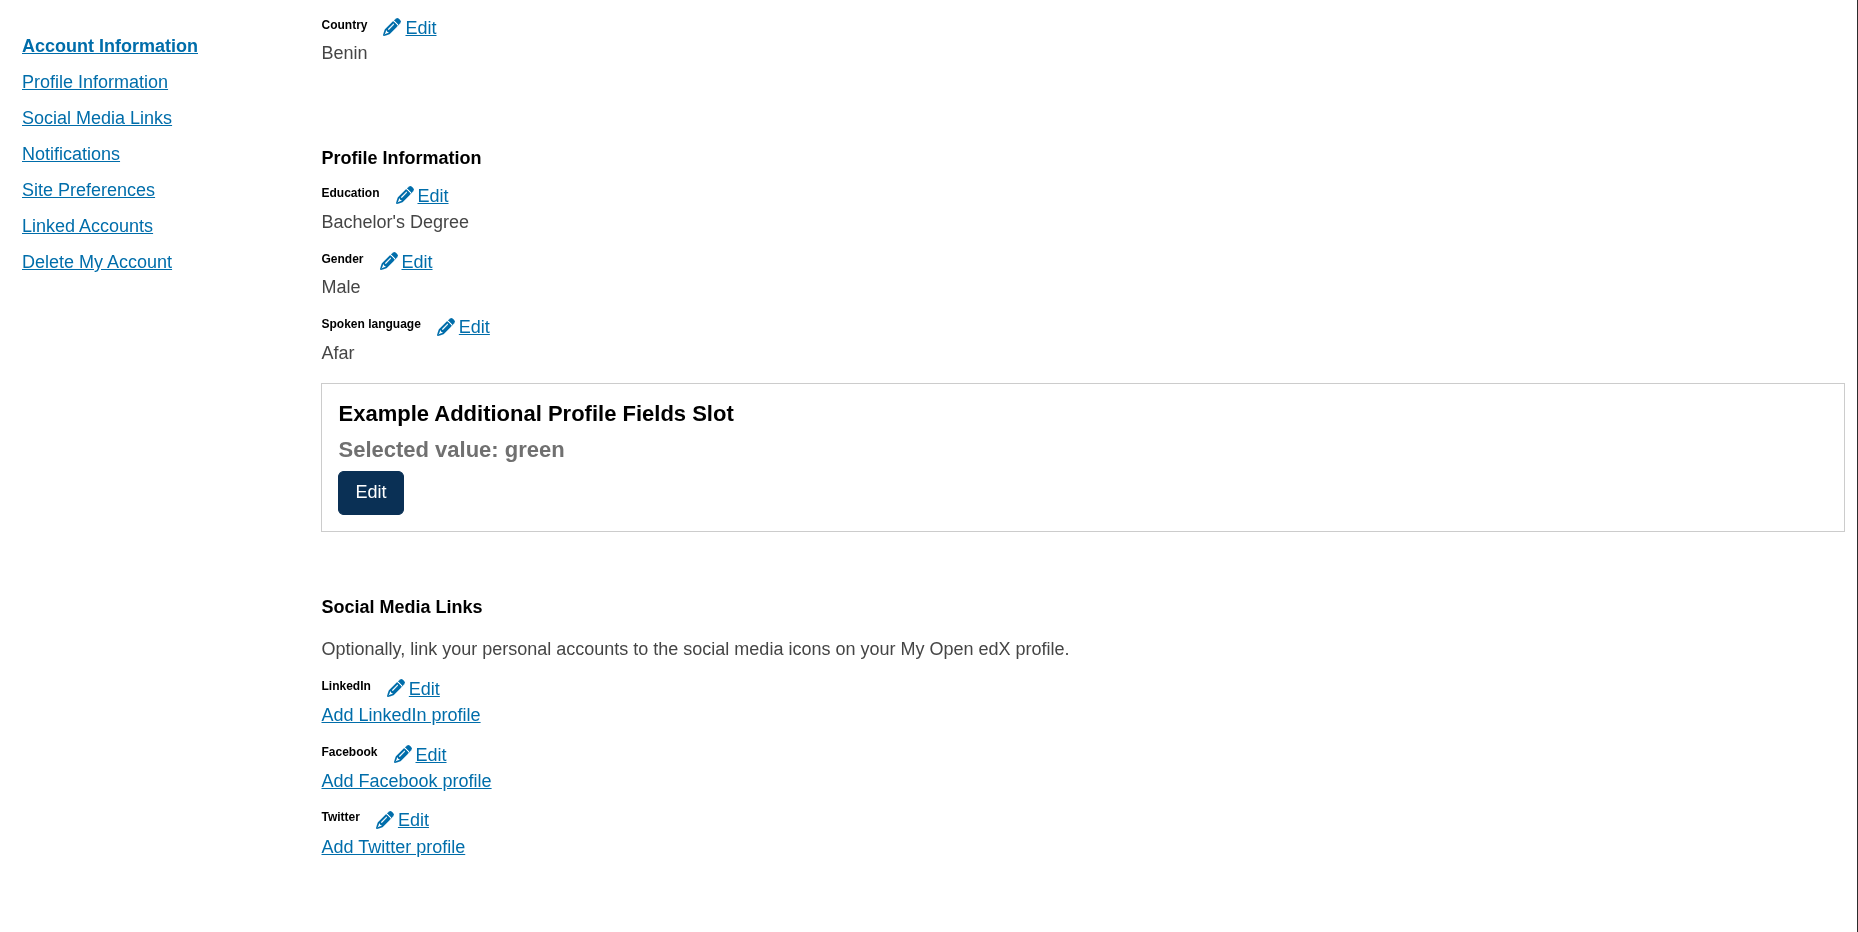 Account Information
Profile Information
Social Media Links
Notifications
Site Preferences
Linked Accounts
Delete My Account
Country Edit
Benin
Profile Information
Education Edit
Bachelor's Degree
Gender Edit
Male
Spoken language Edit
Afar
Example Additional Profile Fields Slot
Selected value: green
Edit
Social Media Links
Optionally, link your personal accounts to the social media icons on your My Open edX profile.
LinkedIn Edit
Add LinkedIn profile
Facebook Edit
Add Facebook profile
Twitter Edit
Add Twitter profile